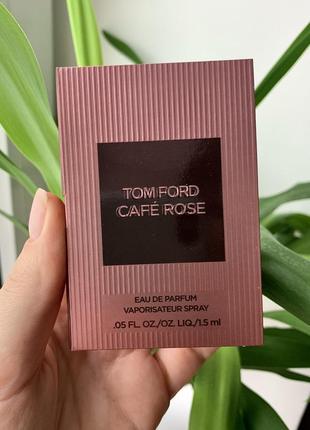 TOM FORD
CAFÉ ROSE
EAU DE PARFUM
VAPORISATEUR SPRAY
.05 FL. OZ./OZ. LIQ./1.5 ml